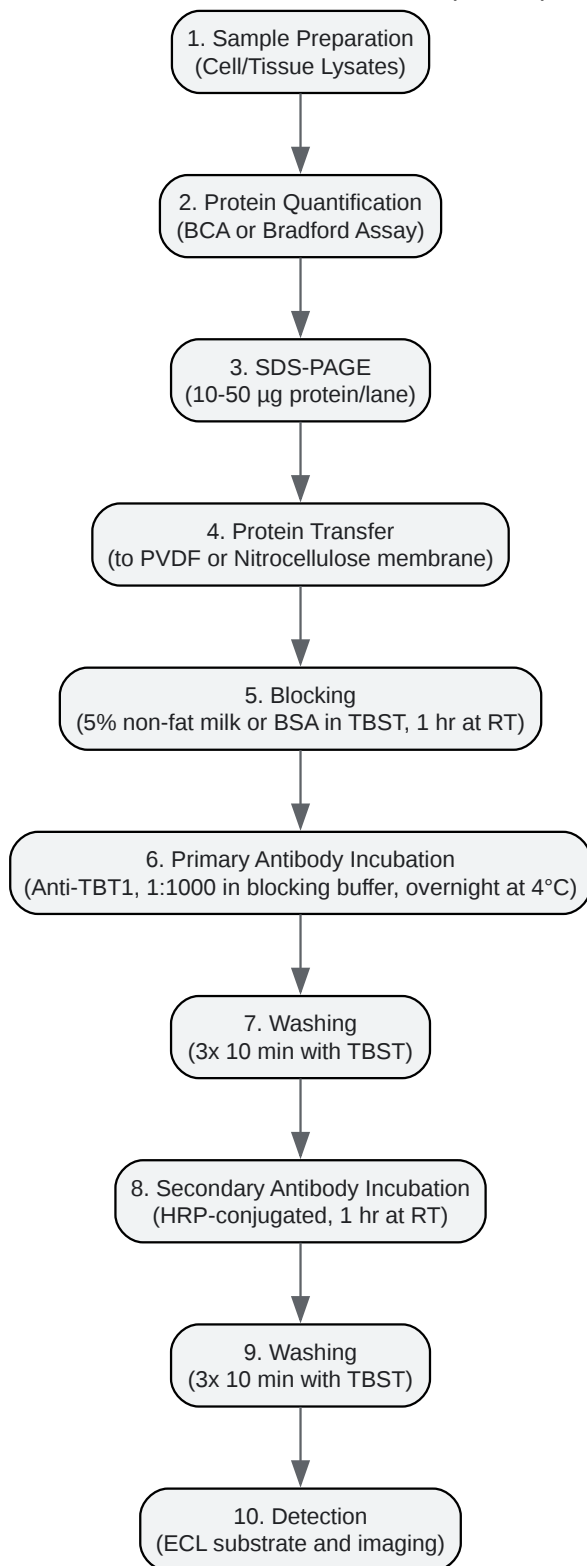 1. Sample Preparation
(Cell/Tissue Lysates)
2. Protein Quantification
(BCA or Bradford Assay)
3. SDS-PAGE
(10-50 µg protein/lane)
4. Protein Transfer
(to PVDF or Nitrocellulose membrane)
5. Blocking
(5% non-fat milk or BSA in TBST, 1 hr at RT)
6. Primary Antibody Incubation
(Anti-TBT1, 1:1000 in blocking buffer, overnight at 4°C)
7. Washing
(3x 10 min with TBST)
8. Secondary Antibody Incubation
(HRP-conjugated, 1 hr at RT)
9. Washing
(3x 10 min with TBST)
10. Detection
(ECL substrate and imaging)